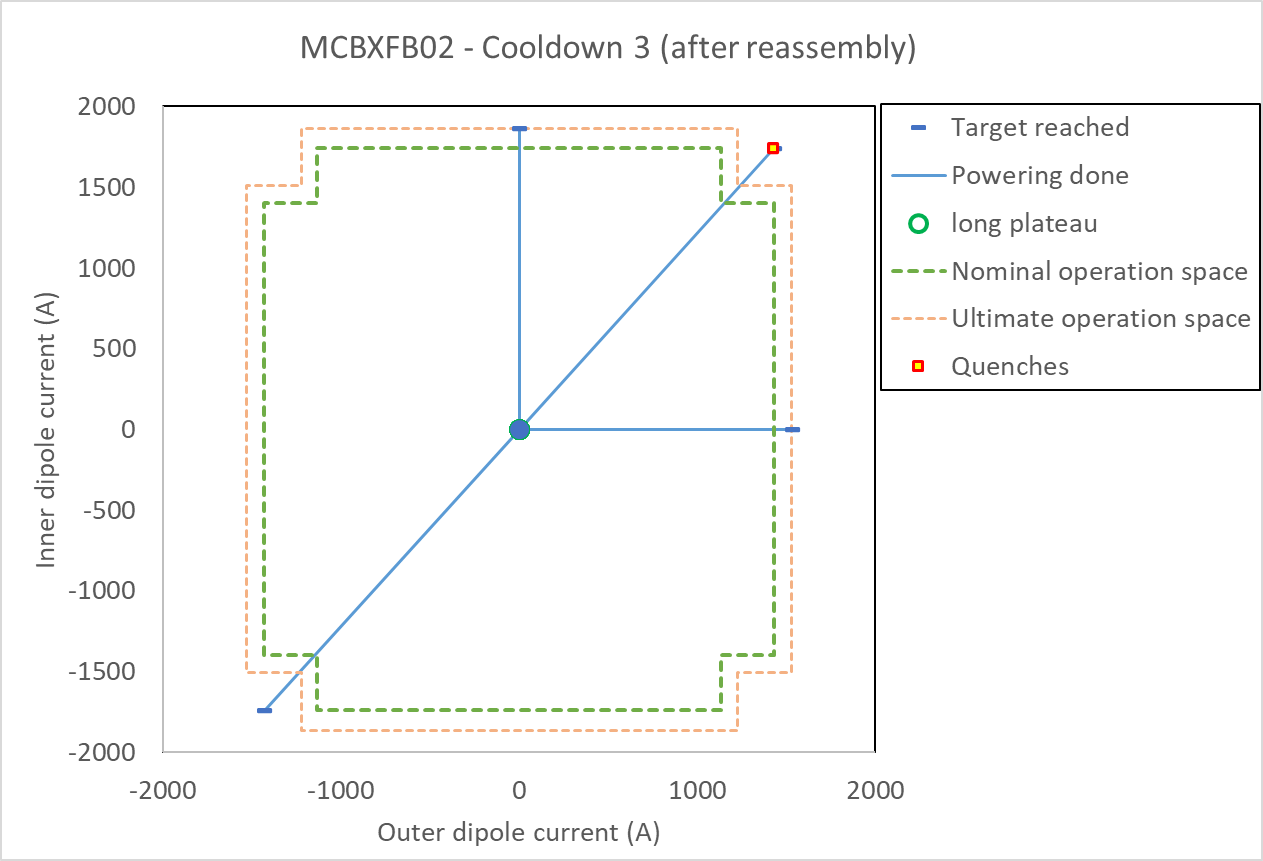 MCBXFB02 - Cooldown 3 (after reassembly)
2000
1500
1000
500
0
-500
-1000
-1500
-2000
Inner dipole current (A)
-2000 -1000 0 1000 2000
Outer dipole current (A)
Target reached
Powering done
long plateau
Nominal operation space
Ultimate operation space
Quenches